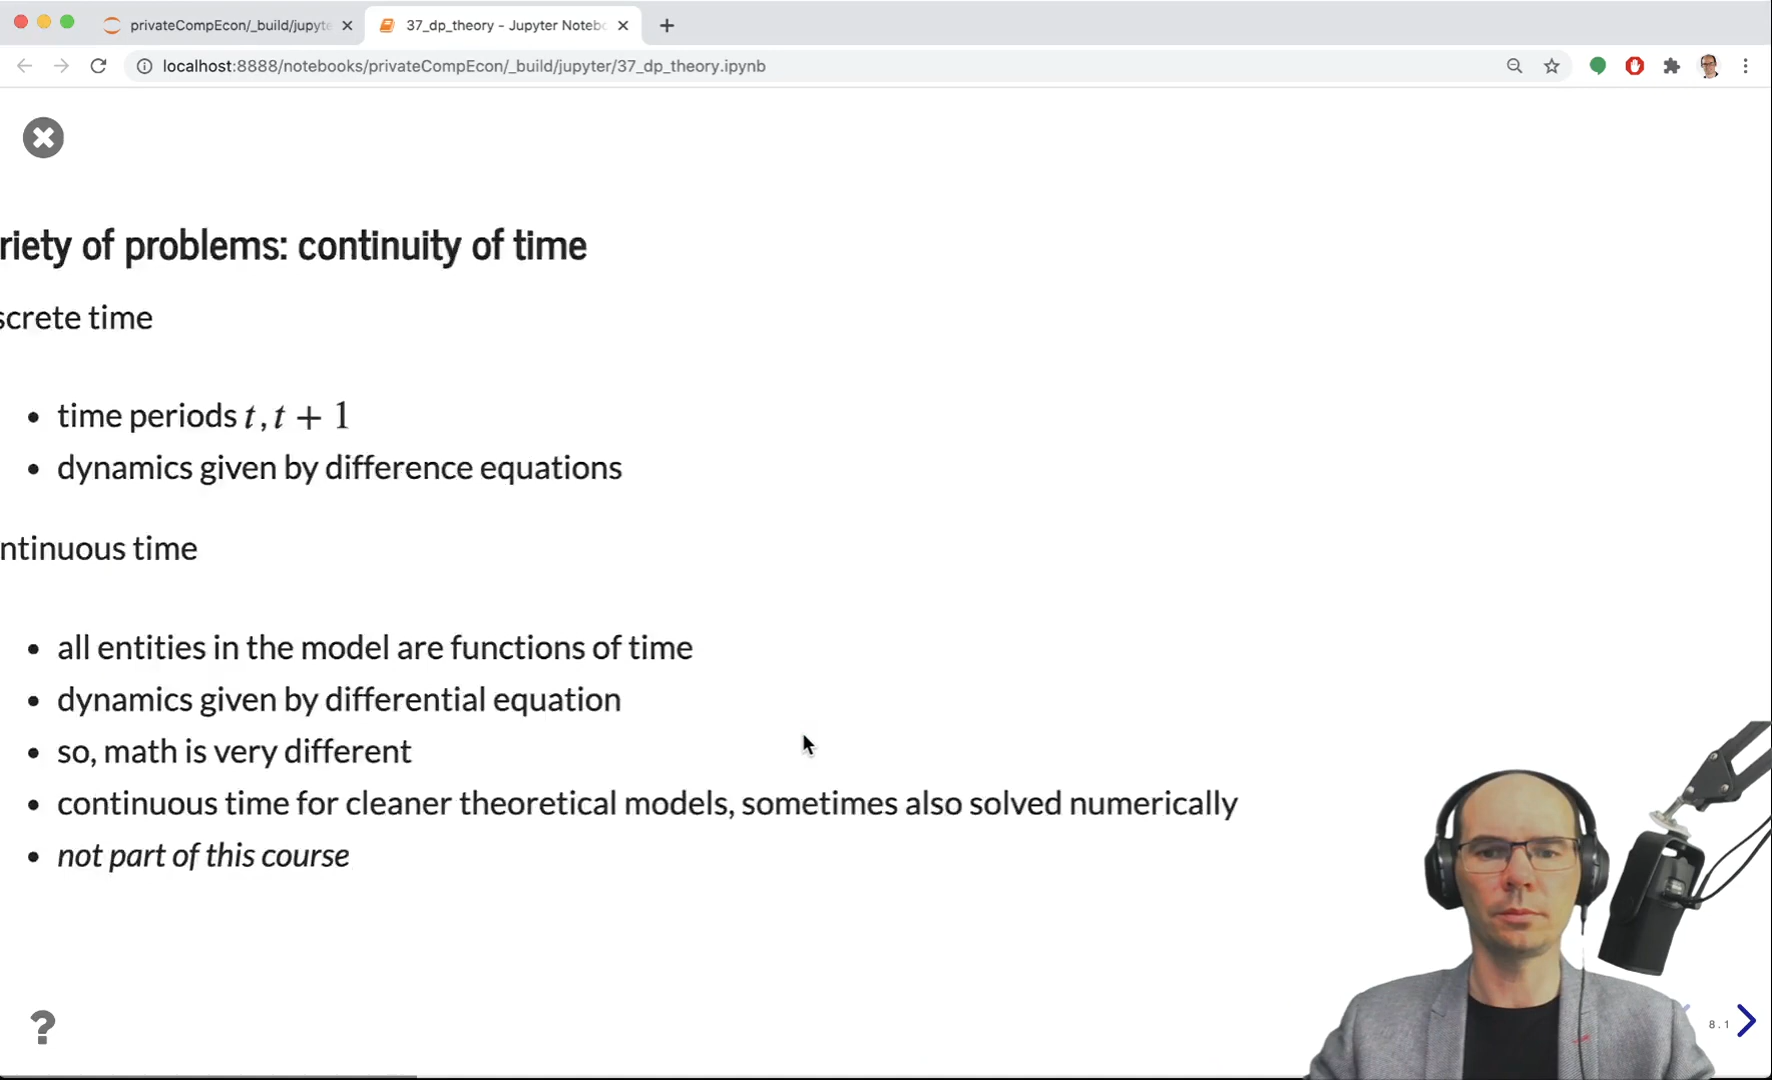 privateCompEcon/_build/jupyte
37_dp_theory - Jupyter Notebo
localhost:8888/notebooks/privateCompEcon/_build/jupyter/37_dp_theory.ipynb
riety of problems: continuity of time
screte time
• time periods t, t + 1
• dynamics given by difference equations
ntinuous time
• all entities in the model are functions of time
• dynamics given by differential equation
• so, math is very different
• continuous time for cleaner theoretical models, sometimes also solved numerically
• not part of this course
?
8.1